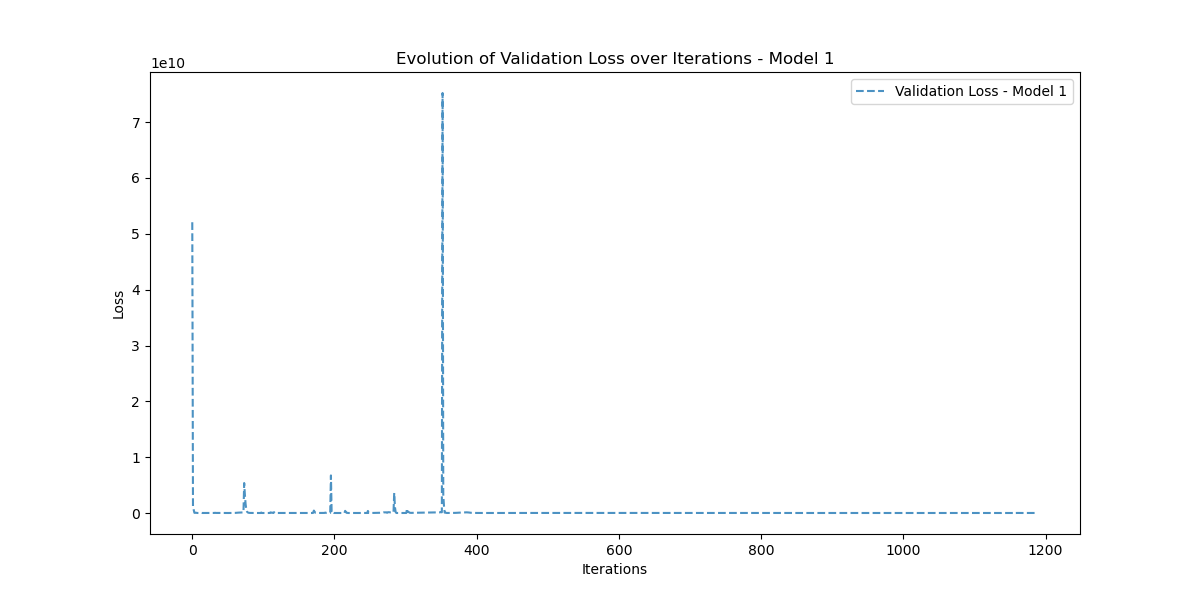 Evolution of Validation Loss over Iterations - Model 1
1e10
Validation Loss - Model 1
7
6
5
4
3
2
1
0
Loss
0 200 400 600 800 1000 1200
Iterations